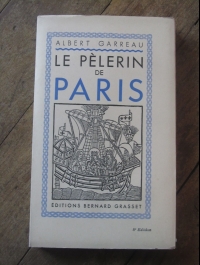 ALBERT GARREAU
LE PÈLERIN
DE
PARIS
ÉDITIONS BERNARD GRASSET